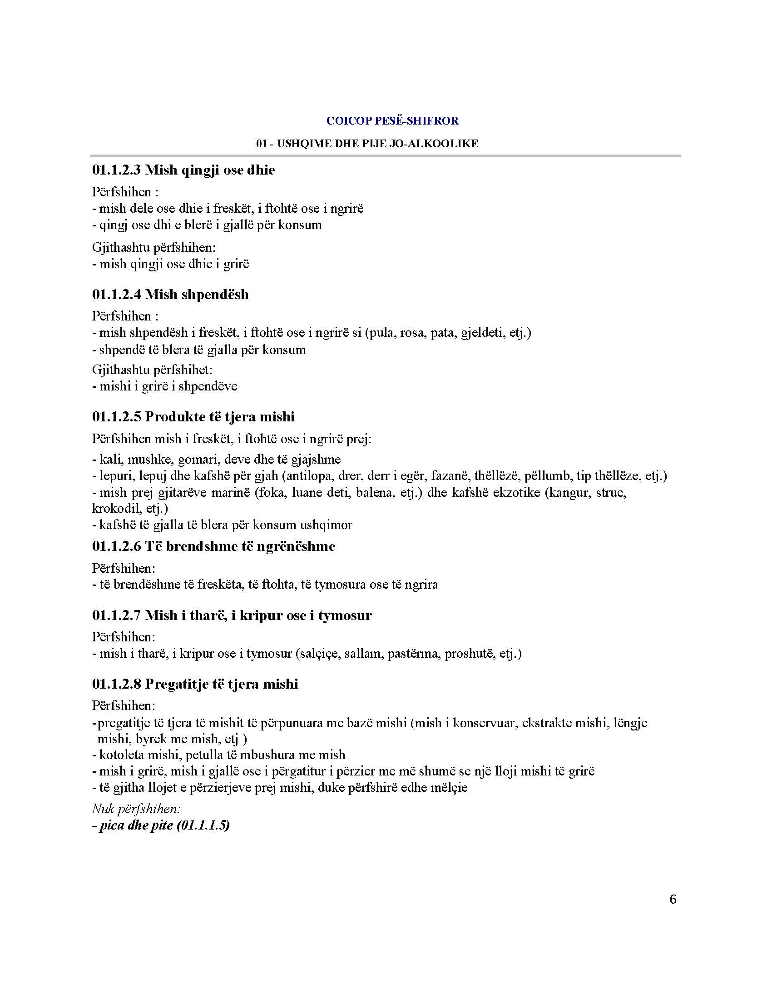 COICOP PESË-SHIFROR
01 - USHQIME DHE PIJE JO-ALKOOLIKE
01.1.2.3 Mish qingji ose dhie
Përfshihen :
- mish dele ose dhie i freskët, i ftohtë ose i ngrirë
- qingj ose dhi e blerë i gjallë për konsum
Gjithashtu përfshihen:
- mish qingji ose dhie i grirë
01.1.2.4 Mish shpendësh
Përfshihen :
- mish shpendësh i freskët, i ftohtë ose i ngrirë si (pula, rosa, pata, gjeldeti, etj.)
- shpendë të blera të gjalla për konsum
Gjithashtu përfshihet:
- mishi i grirë i shpendëve
01.1.2.5 Produkte të tjera mishi
Përfshihen mish i freskët, i ftohtë ose i ngrirë prej:
- kali, mushke, gomari, deve dhe të gjajshme
- lepuri, lepuj dhe kafshë për gjah (antilopa, drer, derr i egër, fazanë, thëllëzë, pëllumb, tip thëllëze, etj.)
- mish prej gjitarëve marinë (foka, luane deti, balena, etj.) dhe kafshë ekzotike (kangur, struc,
krokodil, etj.)
- kafshë të gjalla të blera për konsum ushqimor
01.1.2.6 Të brendshme të ngrënëshme
Përfshihen:
- të brendëshme të freskëta, të ftohta, të tymosura ose të ngrira
01.1.2.7 Mish i tharë, i kripur ose i tymosur
Përfshihen:
- mish i tharë, i kripur ose i tymosur (salçiçe, sallam, pastërma, proshutë, etj.)
01.1.2.8 Pregatitje të tjera mishi
Përfshihen:
-pregatitje të tjera të mishit të përpunuara me bazë mishi (mish i konservuar, ekstrakte mishi, lëngje
mishi, byrek me mish, etj )
- kotoleta mishi, petulla të mbushura me mish
- mish i grirë, mish i gjallë ose i përgatitur i përzier me më shumë se një lloji mishi të grirë
- të gjitha llojet e përzierjeve prej mishi, duke përfshirë edhe mëlçie
Nuk përfshihen:
- pica dhe pite (01.1.1.5)
6